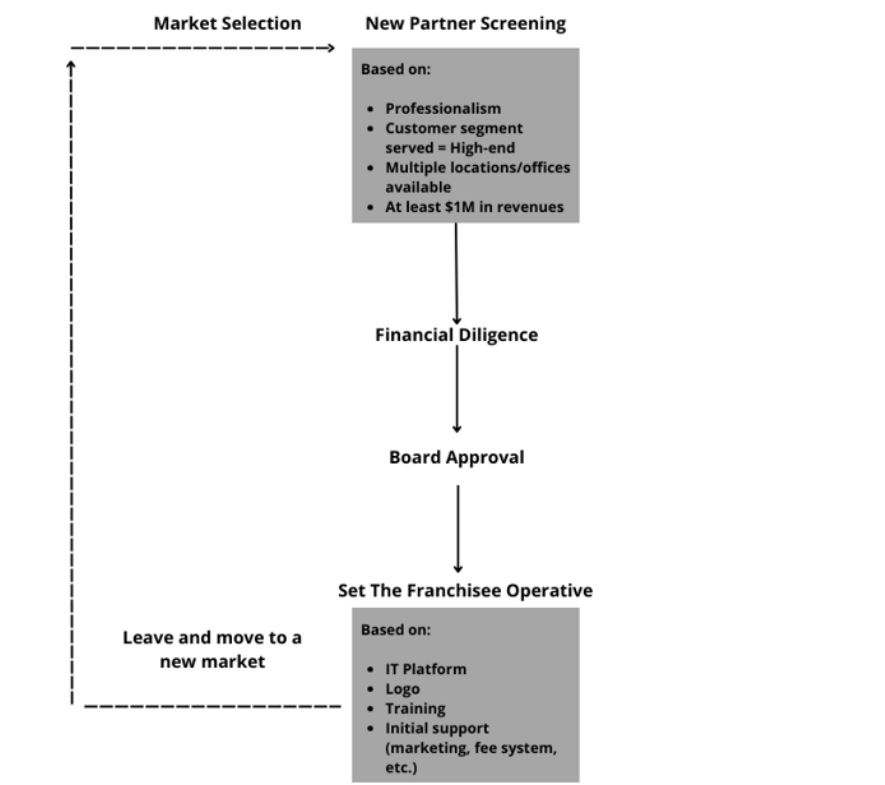 Market Selection
New Partner Screening
Based on:
• Professionalism
• Customer segment
served = High-end
• Multiple locations/offices
available
• At least $1M in revenues
Financial Diligence
Board Approval
Set The Franchisee Operative
Based on:
• IT Platform
• Logo
• Training
• Initial support
(marketing, fee system,
etc.)
Leave and move to a
new market